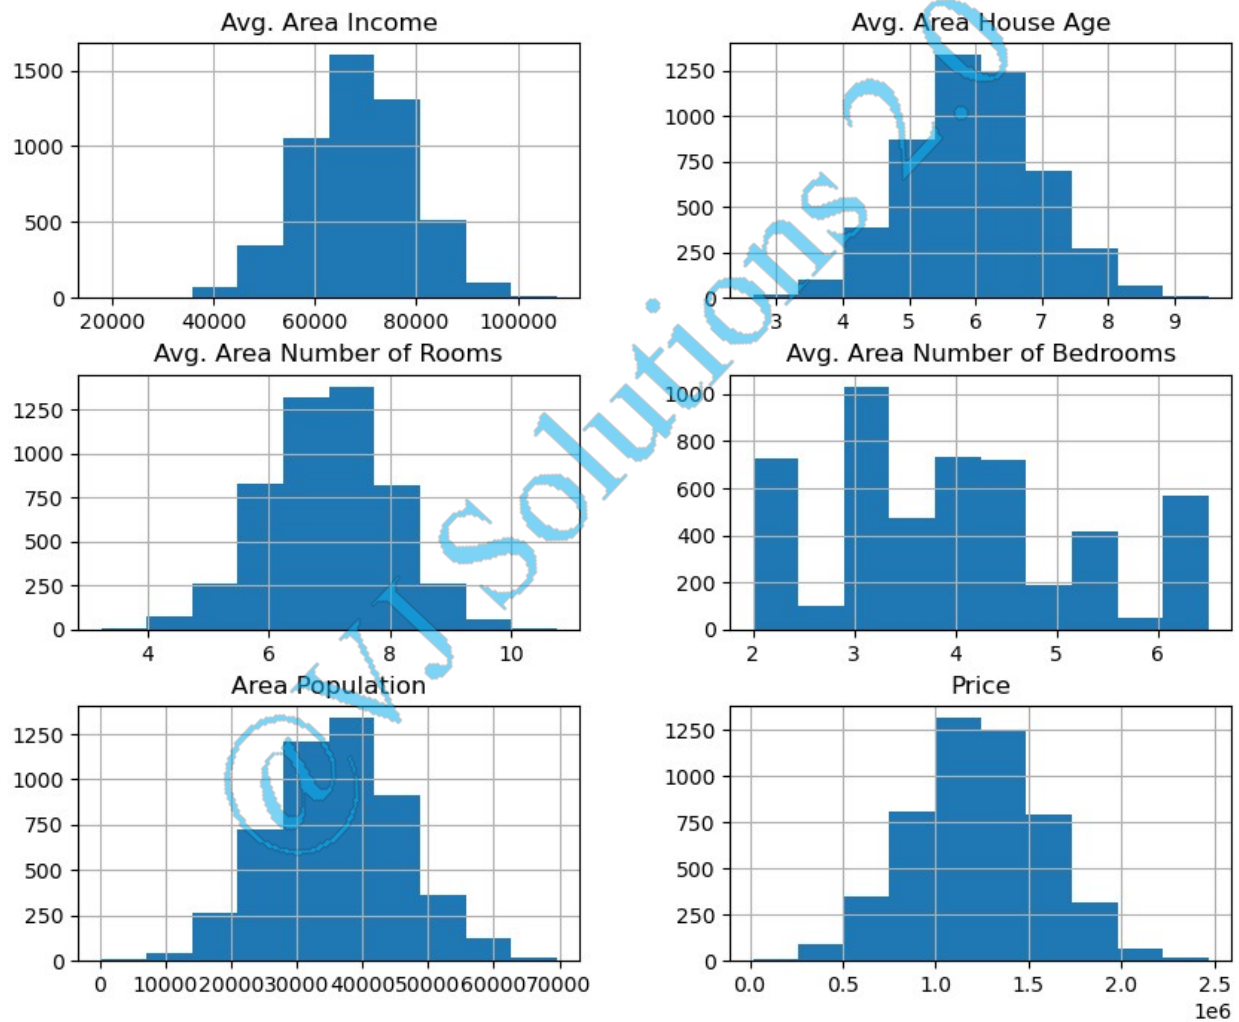 Avg. Area Income
1500
1000
500
0
20000 40000 60000 80000 100000
Avg. Area House Age
1250
1000
750
500
250
0
3 4 5 6 7 8 9
Avg. Area Number of Rooms
1250
1000
750
500
250
0
4 6 8 10
Avg. Area Number of Bedrooms
1000
800
600
400
200
0
2 3 4 5 6
Area Population
1250
1000
750
500
250
0
0 10000 20000 30000 40000 50000 60000 70000
Price
1250
1000
750
500
250
0
0.0 0.5 1.0 1.5 2.0 2.5
1e6
@VJ Solutions 2.0